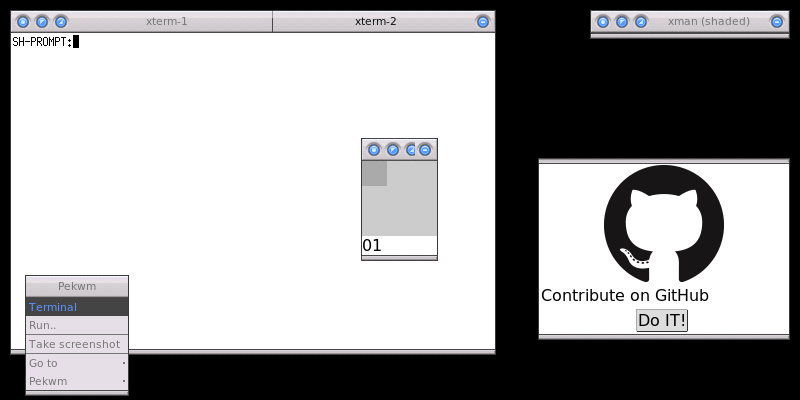 xterm-1
xterm-2
xman (shaded)
SH-PROMPT:
01
Contribute on GitHub
Do IT!
Pekwm
Terminal
Run..
Take screenshot
Go to
Pekwm